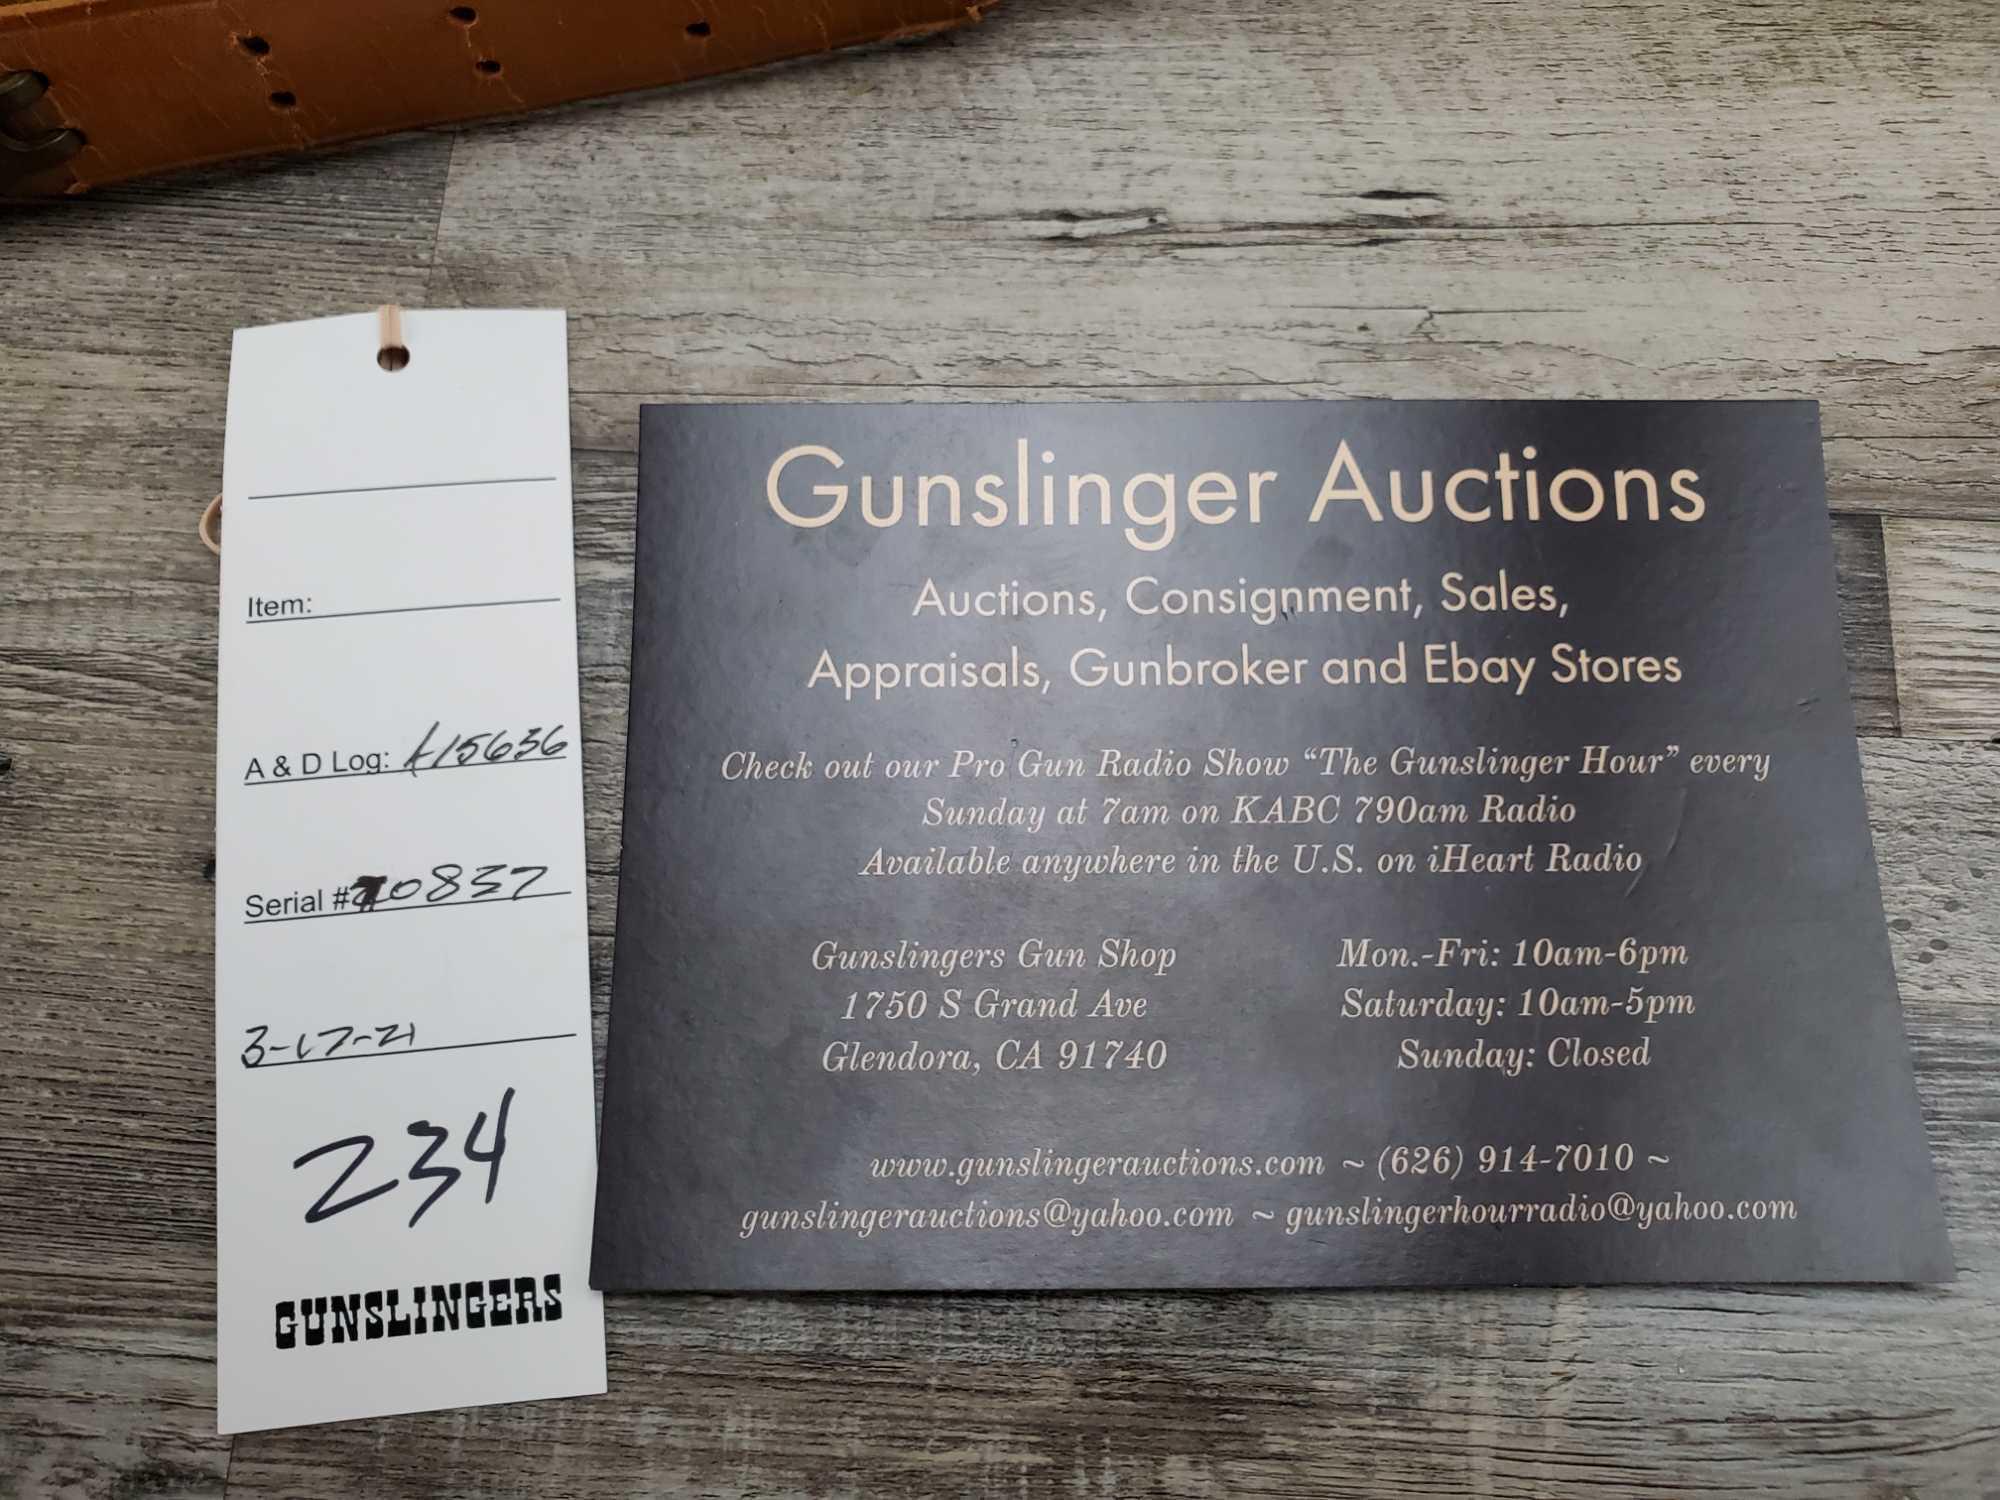 Item:
A & D Log: A15636
Serial # 0837
3-17-21
234
GUNSLINGERS
Gunslinger Auctions
Auctions, Consignment, Sales,
Appraisals, Gunbroker and Ebay Stores
Check out our Pro Gun Radio Show “The Gunslinger Hour” every
Sunday at 7am on KABC 790am Radio
Available anywhere in the U.S. on iHeart Radio
Gunslingers Gun Shop
1750 S Grand Ave
Glendora, CA 91740
Mon.-Fri: 10am-6pm
Saturday: 10am-5pm
Sunday: Closed
www.gunslingerauctions.com ~ (626) 914-7010 ~
gunslingerauctions@yahoo.com ~ gunslingerhourradio@yahoo.com